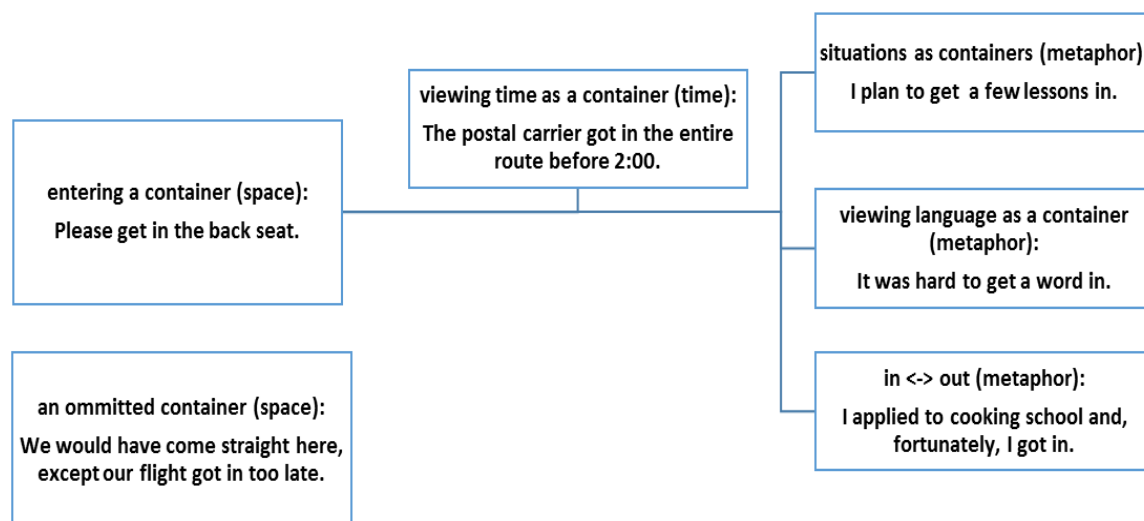 entering a container (space):
Please get in the back seat.
an ommitted container (space):
We would have come straight here,
except our flight got in too late.
viewing time as a container (time):
The postal carrier got in the entire
route before 2:00.
situations as containers (metaphor)
I plan to get a few lessons in.
viewing language as a container
(metaphor):
It was hard to get a word in.
in <-> out (metaphor):
I applied to cooking school and,
fortunately, I got in.